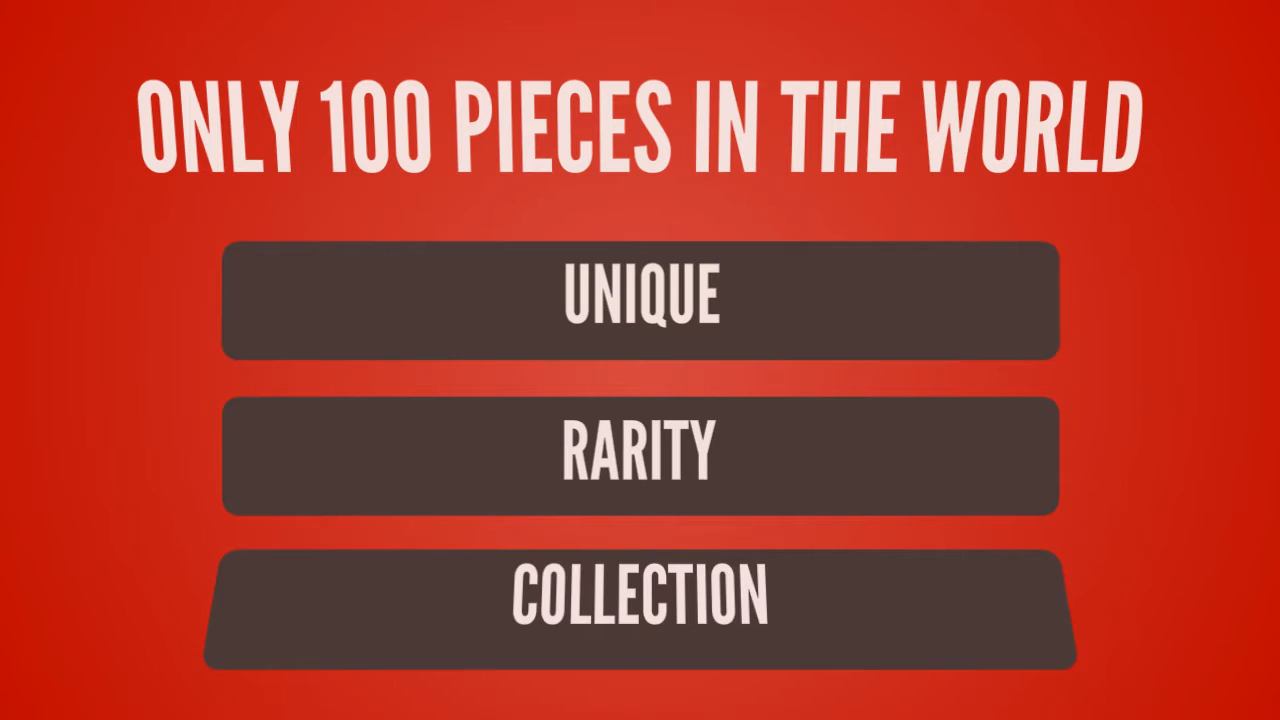 ONLY 100 PIECES IN THE WORLD
UNIQUE
RARITY
COLLECTION